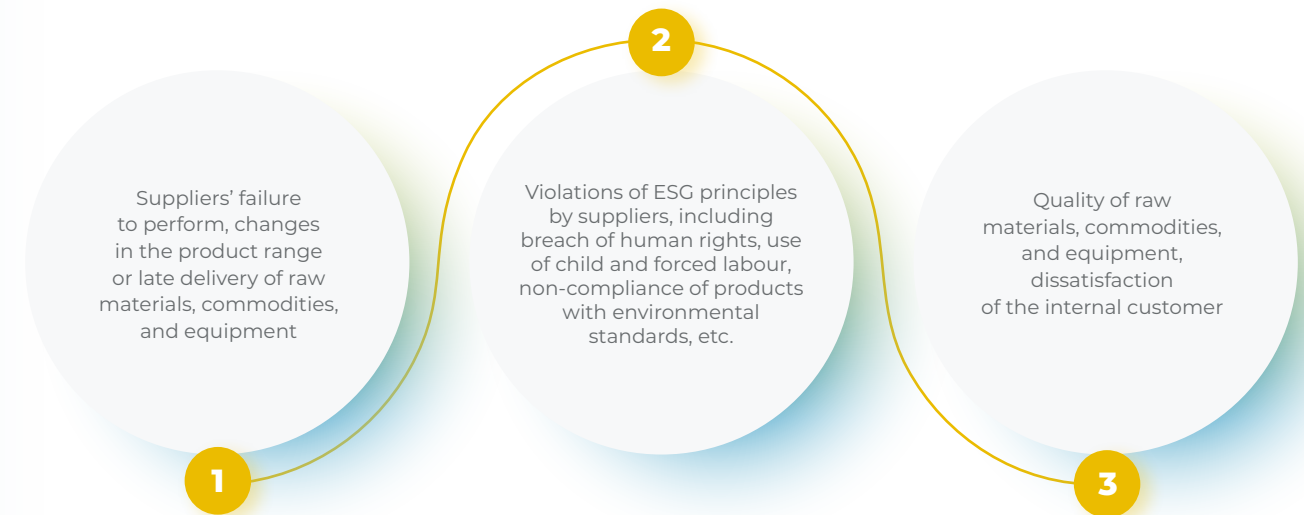 1
Suppliers’ failure
to perform, changes
in the product range
or late delivery of raw
materials, commodities,
and equipment
2
Violations of ESG principles
by suppliers, including
breach of human rights, use
of child and forced labour,
non-compliance of products
with environmental
standards, etc.
3
Quality of raw
materials, commodities,
and equipment,
dissatisfaction
of the internal customer